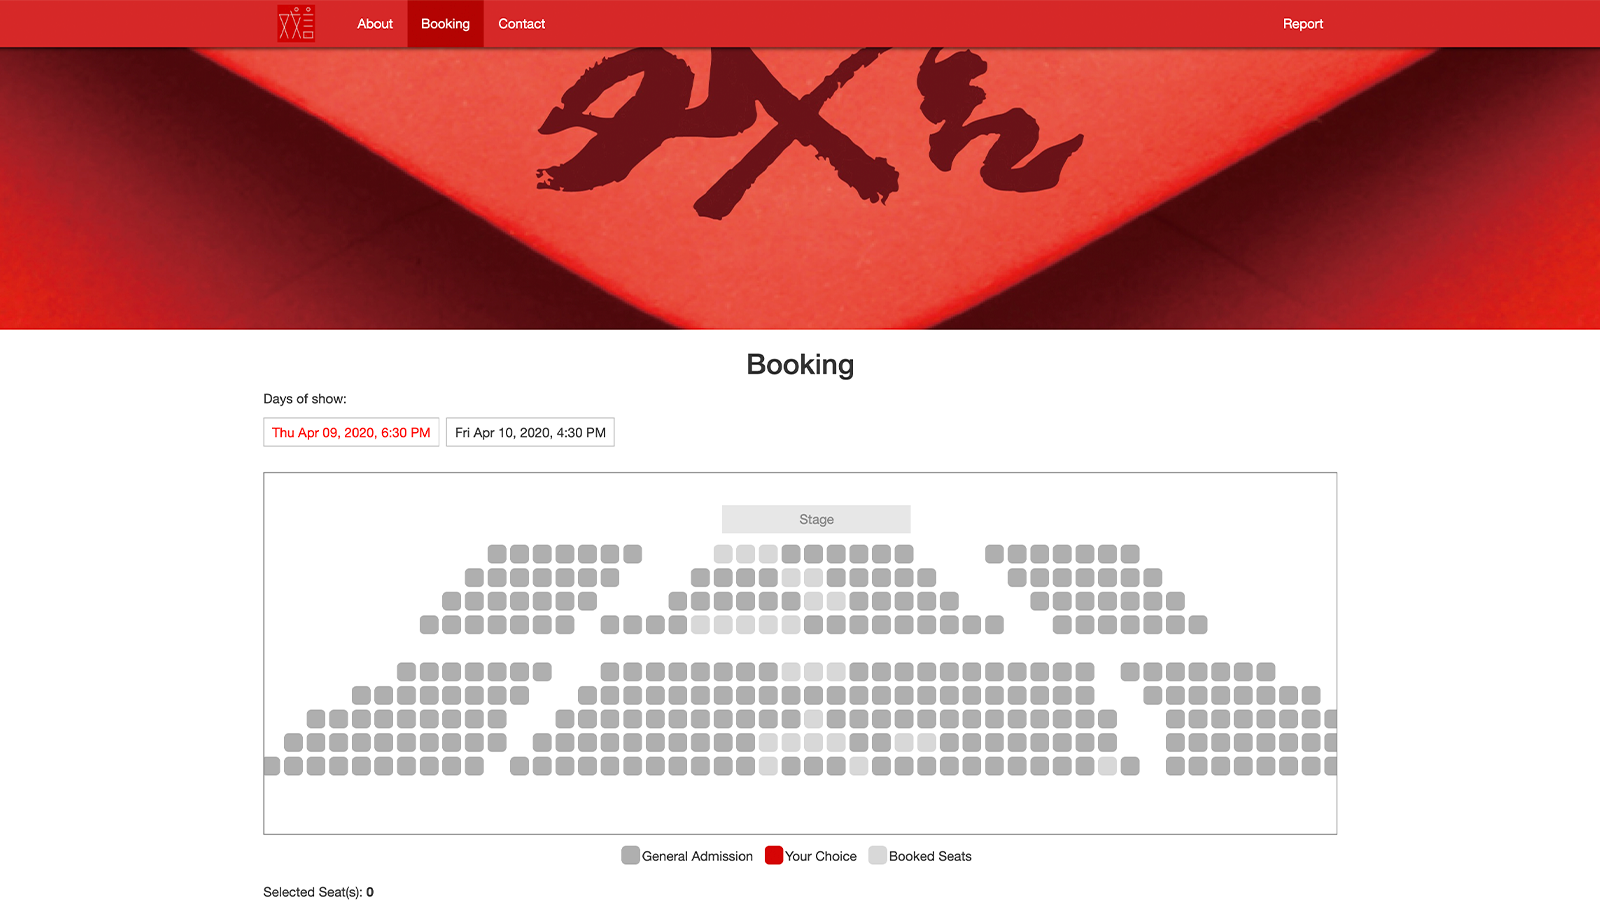 About
Booking
Contact
Report
Booking
Days of show:
Thu Apr 09, 2020, 6:30 PM
Fri Apr 10, 2020, 4:30 PM
Stage
General Admission
Your Choice
Booked Seats
Selected Seat(s): 0